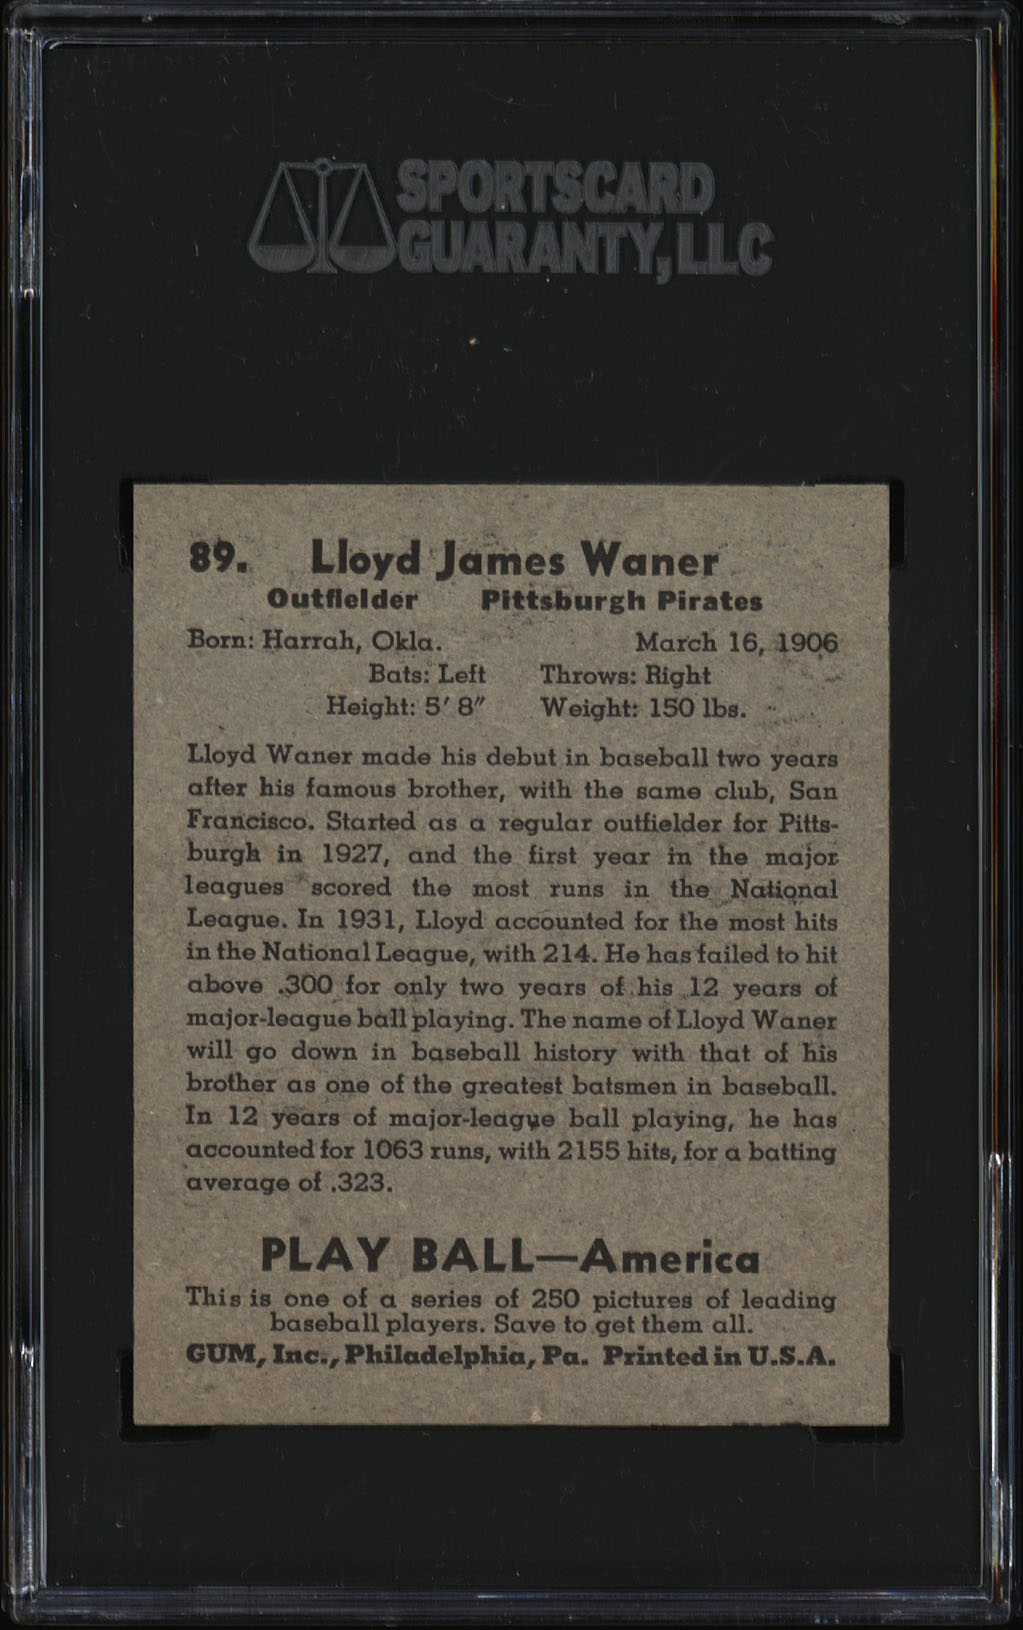 SPORTSCARD
GUARANTY, LLC
89. Lloyd James Waner
Outfielder Pittsburgh Pirates
Born: Harrah, Okla. March 16, 1906
Bats: Left Throws: Right
Height: 5' 8" Weight: 150 lbs.
Lloyd Waner made his debut in baseball two years
after his famous brother, with the same club, San
Francisco. Started as a regular outfielder for Pitts-
burgh in 1927, and the first year in the major
leagues scored the most runs in the National
League. In 1931, Lloyd accounted for the most hits
in the National League, with 214. He has failed to hit
above .300 for only two years of his 12 years of
major-league ball playing. The name of Lloyd Waner
will go down in baseball history with that of his
brother as one of the greatest batsmen in baseball.
In 12 years of major-league ball playing, he has
accounted for 1063 runs, with 2155 hits, for a batting
average of .323.
PLAY BALL—America
This is one of a series of 250 pictures of leading
baseball players. Save to get them all.
GUM, Inc., Philadelphia, Pa. Printed in U.S.A.